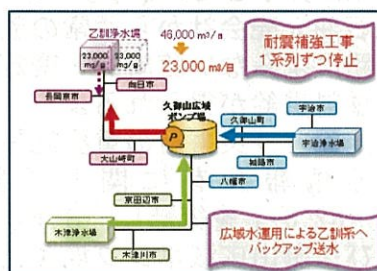 乙訓浄水場
46,000 m³/日
23,000 m³/日
23,000 m³/日
23,000 m³/日
耐震補強工事
1系列ずつ停止
向日市
長岡京市
久御山広域
ポンプ場
久御山町
宇治市
P
大山崎町
城陽市
宇治浄水場
八幡市
京田辺市
木津浄水場
木津川市
広域水運用による乙訓系へ
バックアップ送水